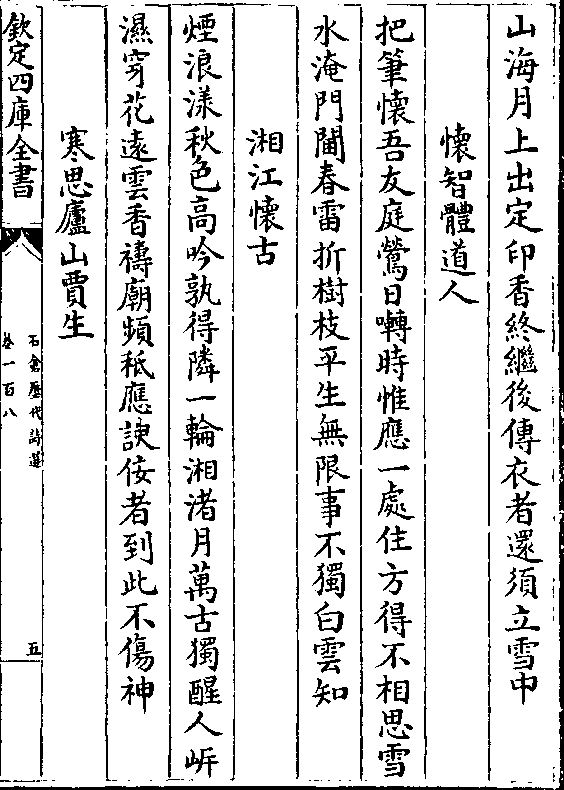 山海月上出定印香終繼後傳衣者還須立雪中
懷智體道人
把筆懷吾友庭鶯日囀時惟應一處住方得不相思雪
水淹門閫春雷折樹枝平生無限事不獨白雲知
湘江懷古
煙浪漾秋色高吟孰得隣一輪湘渚月萬古獨醒人㟁
濕穿花遠雲香禱廟頻秪應諛佞者到此不傷神
寒思廬山賈生
欽定四庫全書
石倉歷代詩選
卷一百八
五